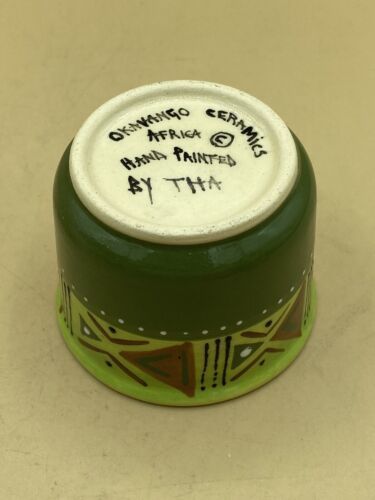 OKAVANGO CERAMICS
AFRICA ©
HAND PAINTED
BY THA